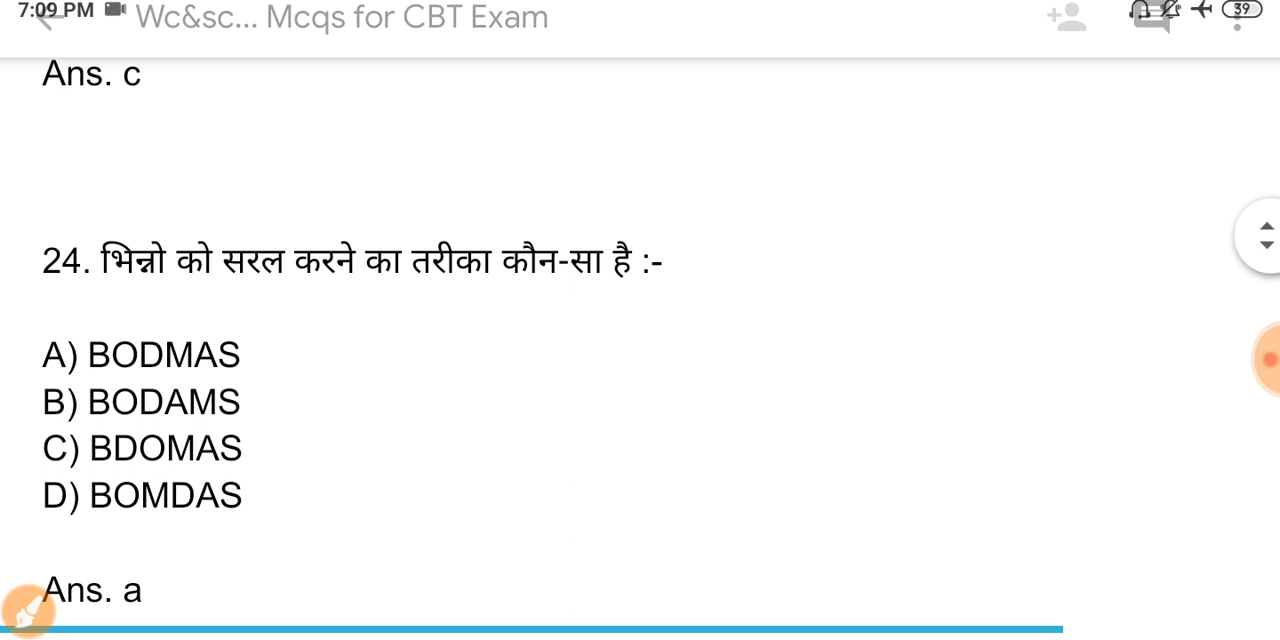 7:09 PM
Wc&sc... Mcqs for CBT Exam
39
Ans. c
24. भिन्नो को सरल करने का तरीका कौन-सा है :-
A) BODMAS
B) BODAMS
C) BDOMAS
D) BOMDAS
Ans. a